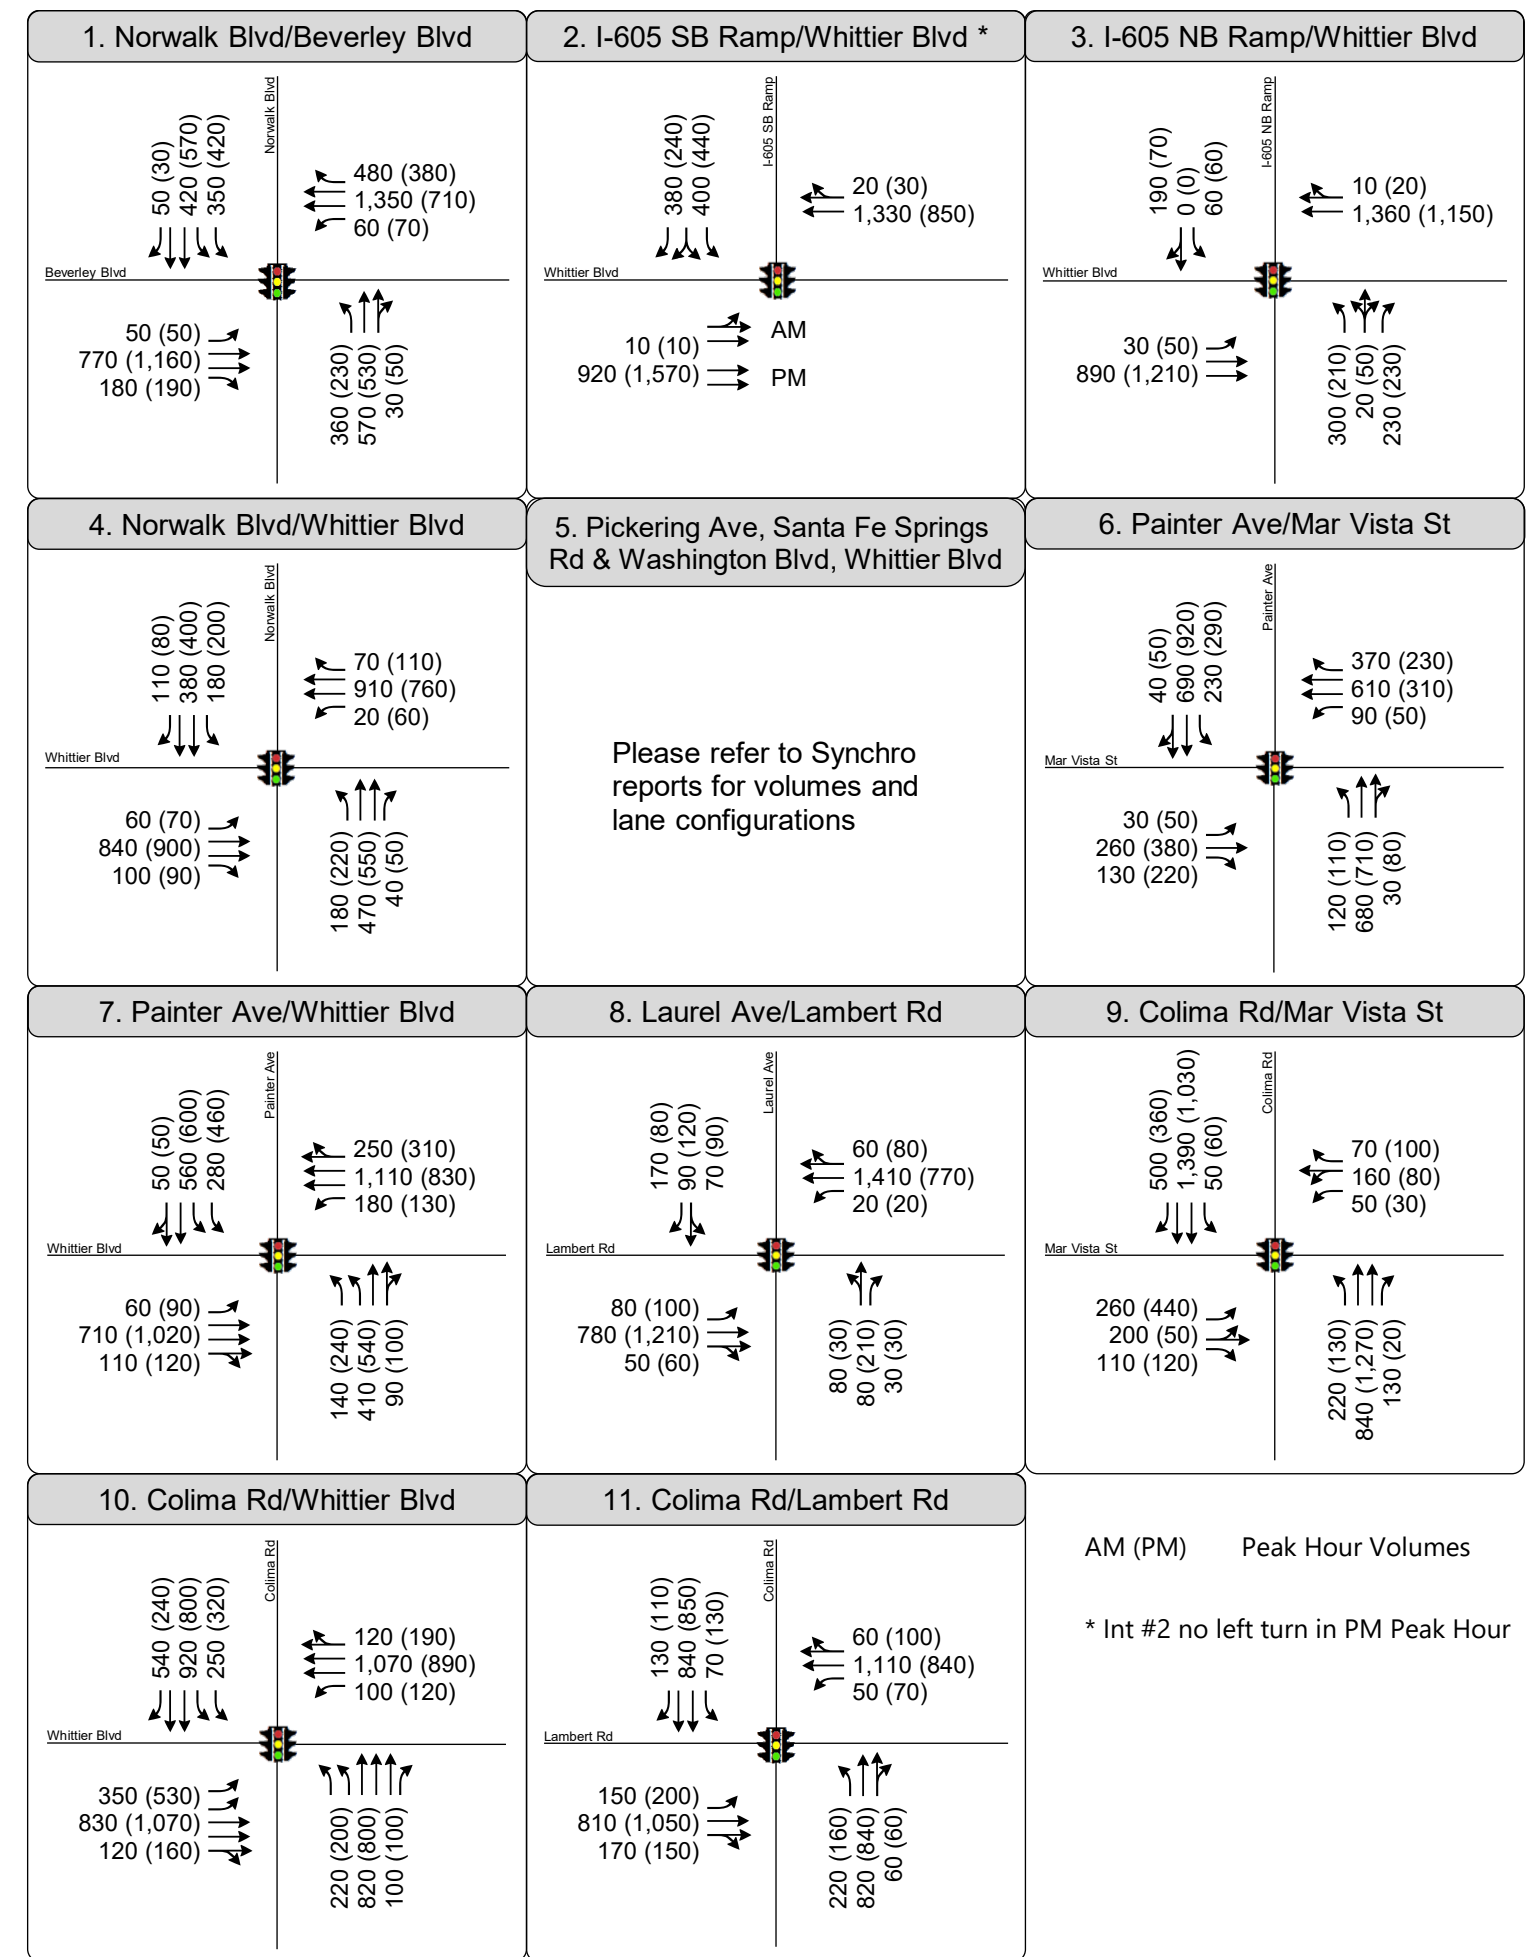 1. Norwalk Blvd/Beverley Blvd
Norwalk Blvd
50 (30)
420 (570)
350 (420)
480 (380)
1,350 (710)
60 (70)
Beverley Blvd
50 (50)
770 (1,160)
180 (190)
360 (230)
570 (530)
30 (50)
2. I-605 SB Ramp/Whittier Blvd *
I-605 SB Ramp
380 (240)
400 (440)
20 (30)
1,330 (850)
Whittier Blvd
AM
10 (10)
920 (1,570)
PM
3. I-605 NB Ramp/Whittier Blvd
I-605 NB Ramp
190 (70)
0 (0)
60 (60)
10 (20)
1,360 (1,150)
Whittier Blvd
30 (50)
890 (1,210)
300 (210)
20 (50)
230 (230)
4. Norwalk Blvd/Whittier Blvd
Norwalk Blvd
110 (80)
380 (400)
180 (200)
70 (110)
910 (760)
20 (60)
Whittier Blvd
60 (70)
840 (900)
100 (90)
180 (220)
470 (550)
40 (50)
5. Pickering Ave, Santa Fe Springs
Rd & Washington Blvd, Whittier Blvd
Please refer to Synchro
reports for volumes and
lane configurations
6. Painter Ave/Mar Vista St
Painter Ave
40 (50)
690 (920)
230 (290)
370 (230)
610 (310)
90 (50)
Mar Vista St
30 (50)
260 (380)
130 (220)
120 (110)
680 (710)
30 (80)
7. Painter Ave/Whittier Blvd
Painter Ave
50 (50)
560 (600)
280 (460)
250 (310)
1,110 (830)
180 (130)
Whittier Blvd
60 (90)
710 (1,020)
110 (120)
140 (240)
410 (540)
90 (100)
8. Laurel Ave/Lambert Rd
Laurel Ave
170 (80)
90 (120)
70 (90)
60 (80)
1,410 (770)
20 (20)
Lambert Rd
80 (100)
780 (1,210)
50 (60)
80 (30)
80 (210)
30 (30)
9. Colima Rd/Mar Vista St
Colima Rd
500 (360)
1,390 (1,030)
50 (60)
70 (100)
160 (80)
50 (30)
Mar Vista St
260 (440)
200 (50)
110 (120)
220 (130)
840 (1,270)
130 (20)
10. Colima Rd/Whittier Blvd
Colima Rd
540 (240)
920 (800)
250 (320)
120 (190)
1,070 (890)
100 (120)
Whittier Blvd
350 (530)
830 (1,070)
120 (160)
220 (200)
820 (800)
100 (100)
11. Colima Rd/Lambert Rd
Colima Rd
130 (110)
840 (850)
70 (130)
60 (100)
1,110 (840)
50 (70)
Lambert Rd
150 (200)
810 (1,050)
170 (150)
220 (160)
820 (840)
60 (60)
AM (PM) Peak Hour Volumes
* Int #2 no left turn in PM Peak Hour